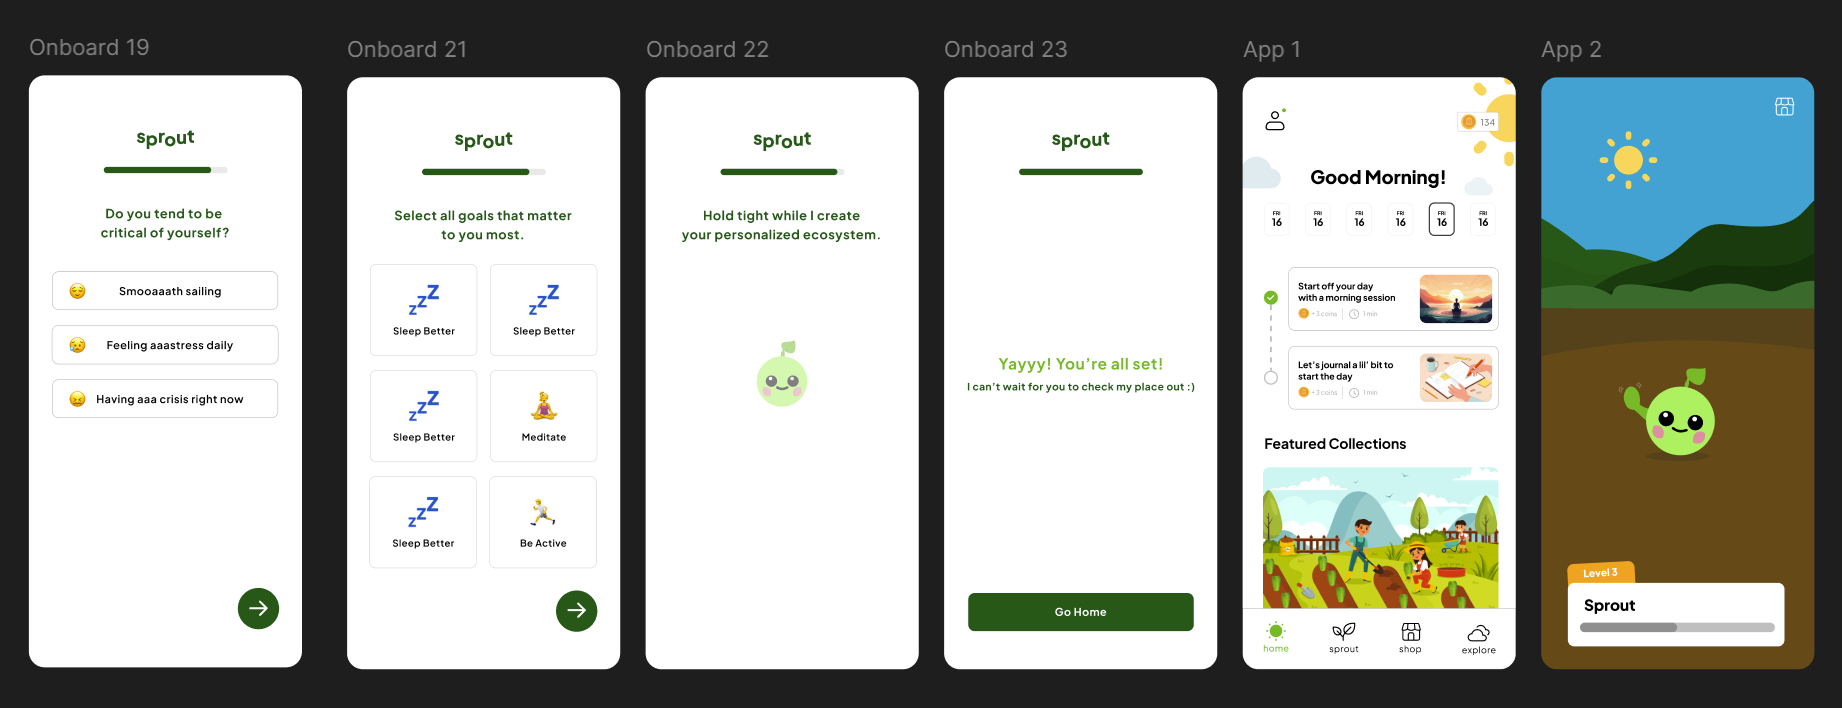 Onboard 19
sprout
Do you tend to be
critical of yourself?
Smooaaath sailing
Feeling aaastress daily
Having aaa crisis right now
Onboard 21
sprout
Select all goals that matter
to you most.
zzZ
zzZ
Sleep Better
Sleep Better
zzZ
Sleep Better
Meditate
zzZ
Sleep Better
Be Active
Onboard 22
sprout
Hold tight while I create
your personalized ecosystem.
Onboard 23
sprout
Yayyy! You're all set!
I can't wait for you to check my place out :)
Go Home
App 1
134
Good Morning!
FRI FRI FRI FRI FRI FRI
16 16 16 16 16 16
Start off your day
with a morning session
+3 coins 1 min
Let's journal a lil' bit to
start the day
+3 coins 1 min
Featured Collections
home sprout shop explore
App 2
Level 3
Sprout